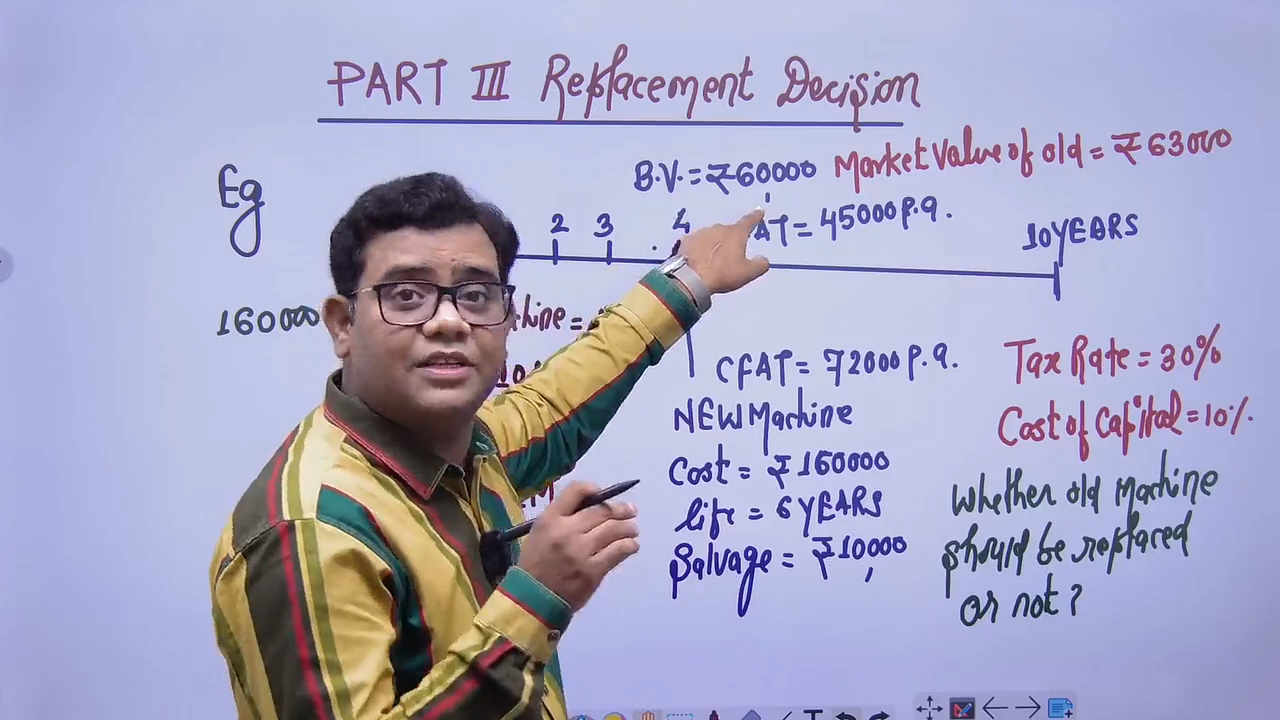 PART III Replacement Decision
Eg
B.V. = ₹60000 Market Value of old = ₹63000
2 3 4 AT = 45000 P.a.
10 YEARS
160000
CFAT = 72000 P.a.
NEW Machine
Cost = ₹160000
life = 6 YEARS
Salvage = ₹10,000
Tax Rate = 30%
Cost of Capital = 10%.
Whether old Machine
should be replaced
or not?